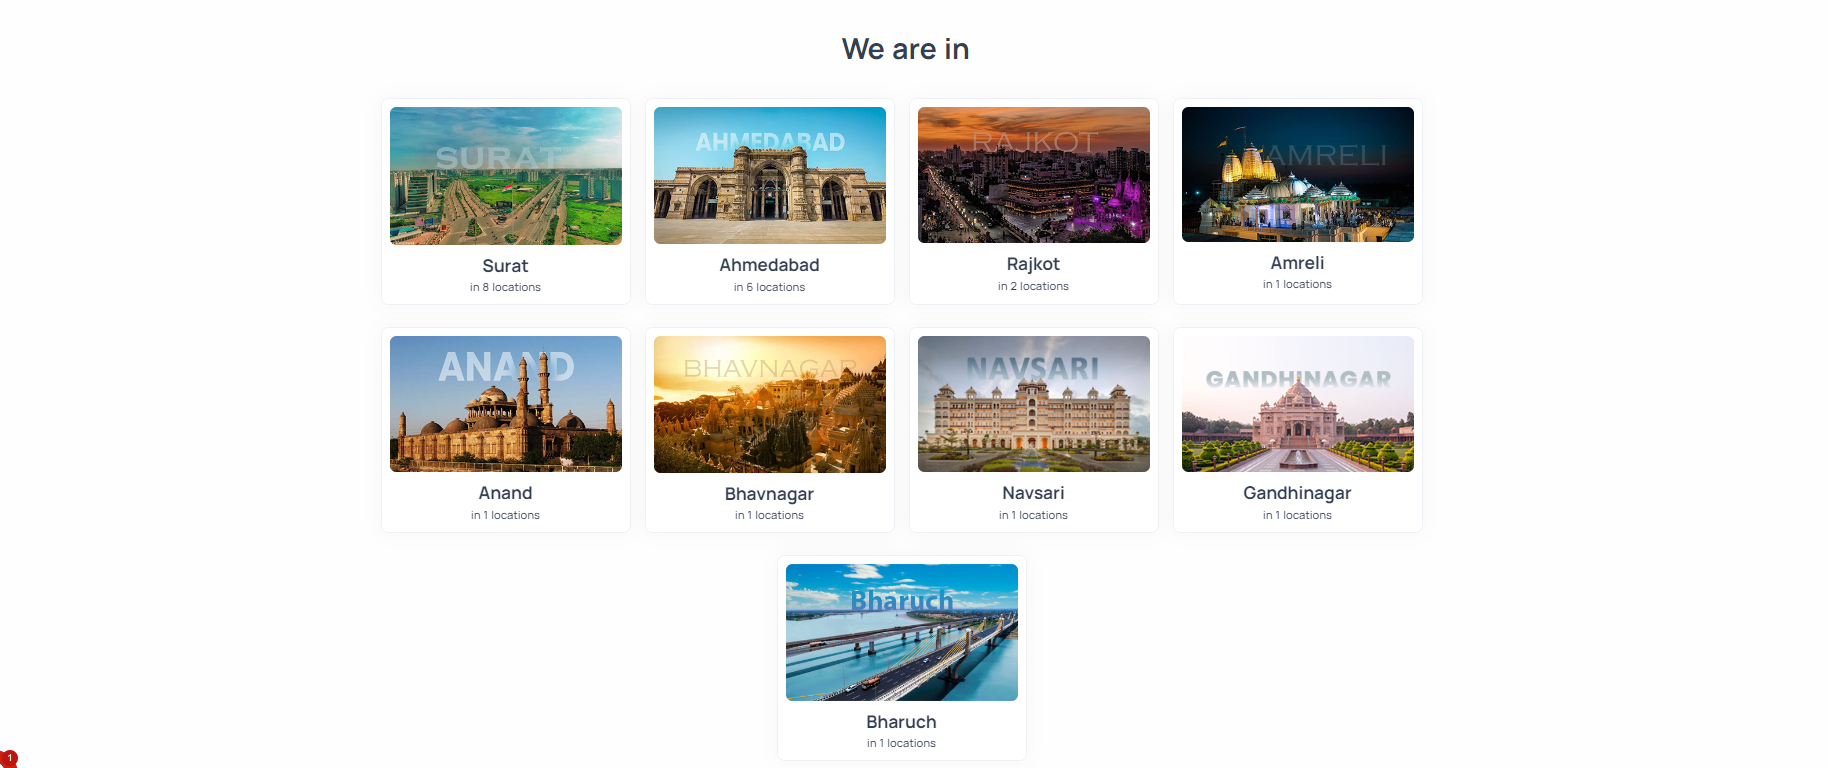 We are in
SURAT
Surat
in 8 locations
AHMEDABAD
Ahmedabad
in 6 locations
RAJKOT
Rajkot
in 2 locations
AMRELI
Amreli
in 1 locations
ANAND
Anand
in 1 locations
BHAVNAGAR
Bhavnagar
in 1 locations
NAVSARI
Navsari
in 1 locations
GANDHINAGAR
Gandhinagar
in 1 locations
Bharuch
Bharuch
in 1 locations
1